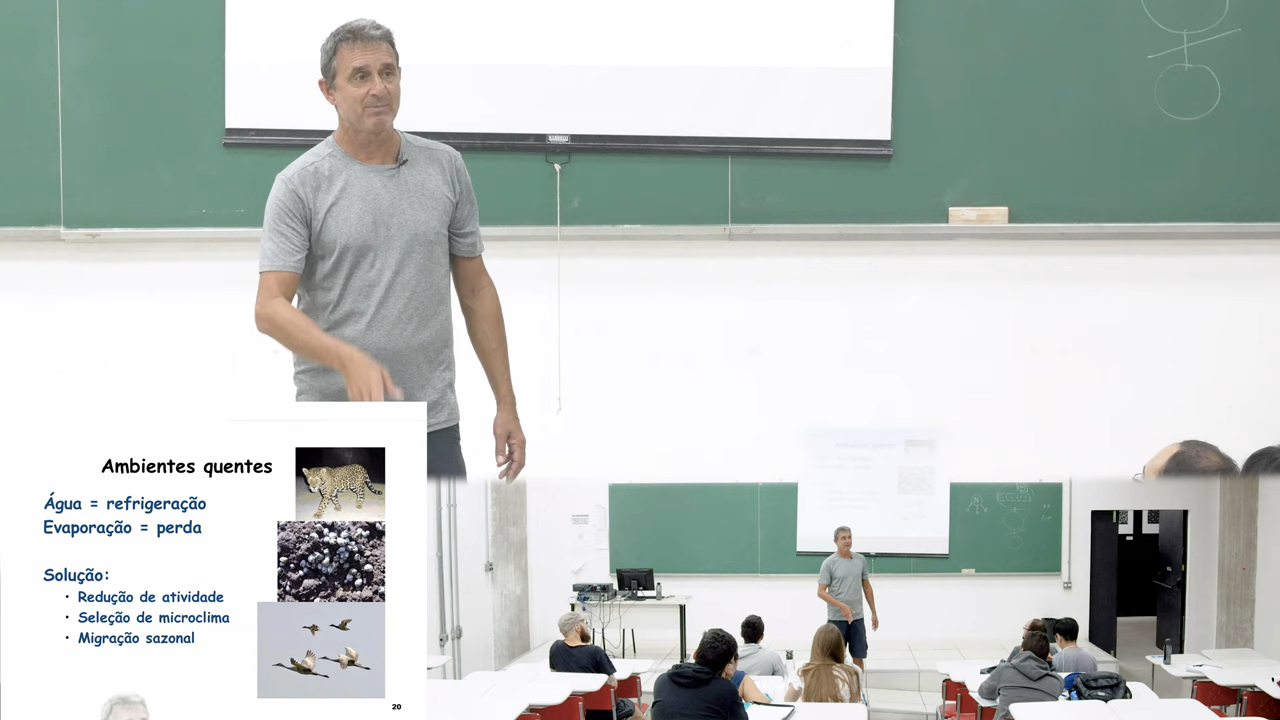 Ambientes quentes
Água = refrigeração
Evaporação = perda
Solução:
• Redução de atividade
• Seleção de microclima
• Migração sazonal
20